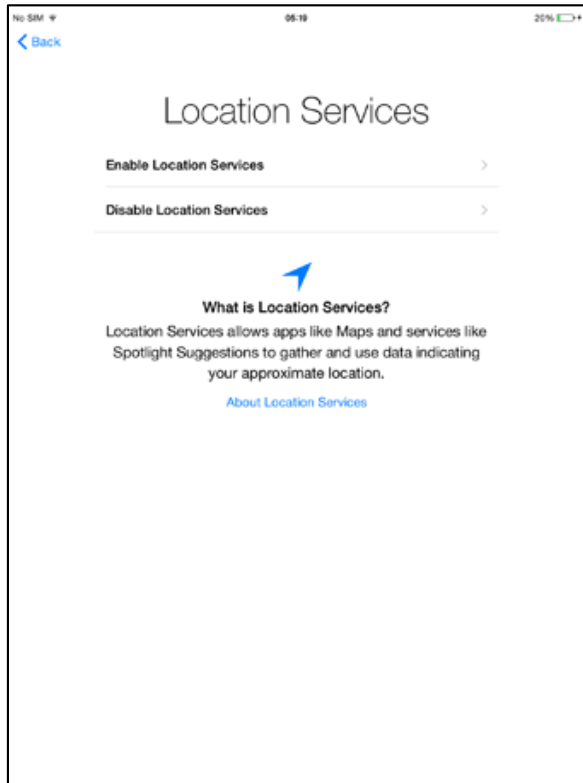 No SIM
05:19
20%
Back
Location Services
Enable Location Services
Disable Location Services
What is Location Services?
Location Services allows apps like Maps and services like
Spotlight Suggestions to gather and use data indicating
your approximate location.
About Location Services